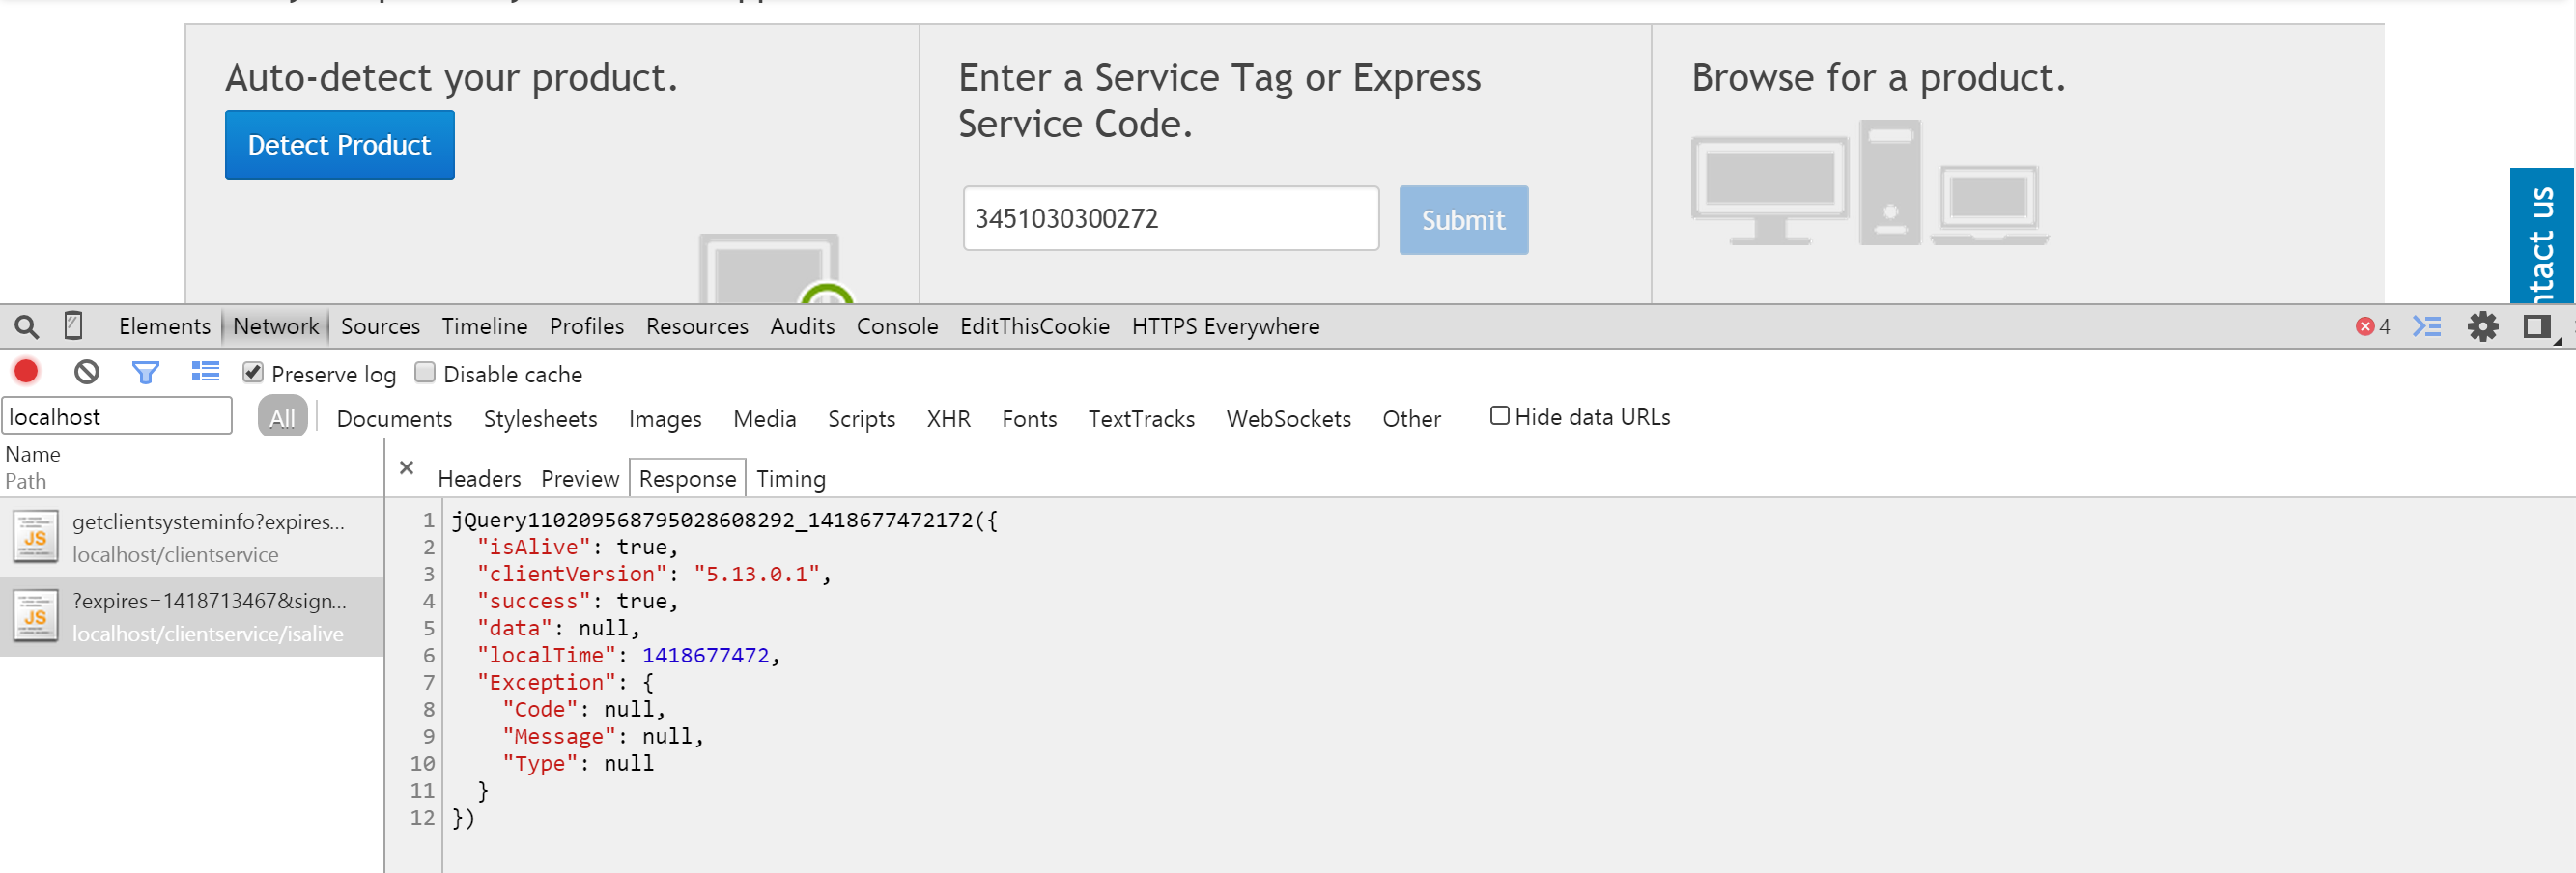 Auto-detect your product.
Detect Product
Enter a Service Tag or Express
Service Code.
3451030300272
Submit
Browse for a product.
Elements Network Sources Timeline Profiles Resources Audits Console EditThisCookie HTTPS Everywhere
4
Preserve log Disable cache
localhost
All Documents Stylesheets Images Media Scripts XHR Fonts TextTracks WebSockets Other Hide data URLs
Name
Path
getclientsysteminfo?expires...
localhost/clientservice
?expires=1418713467&sign...
localhost/clientservice/isalive
× Headers Preview Response Timing
1 jQuery110209568795028608292_1418677472172({
2 "isAlive": true,
3 "clientVersion": "5.13.0.1",
4 "success": true,
5 "data": null,
6 "localTime": 1418677472,
7 "Exception": {
8 "Code": null,
9 "Message": null,
10 "Type": null
11 }
12 })
JS
JS
ntact us